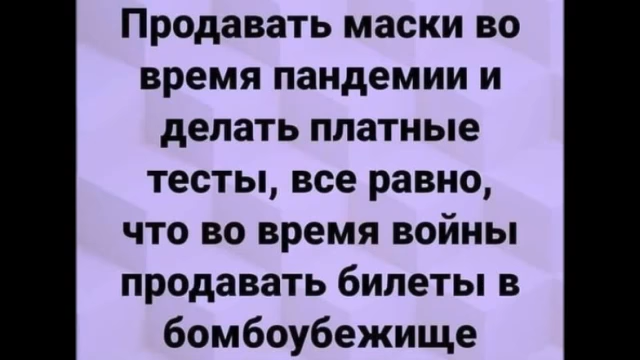 Продавать маски во
время пандемии и
делать платные
тесты, все равно,
что во время войны
продавать билеты в
бомбоубежище